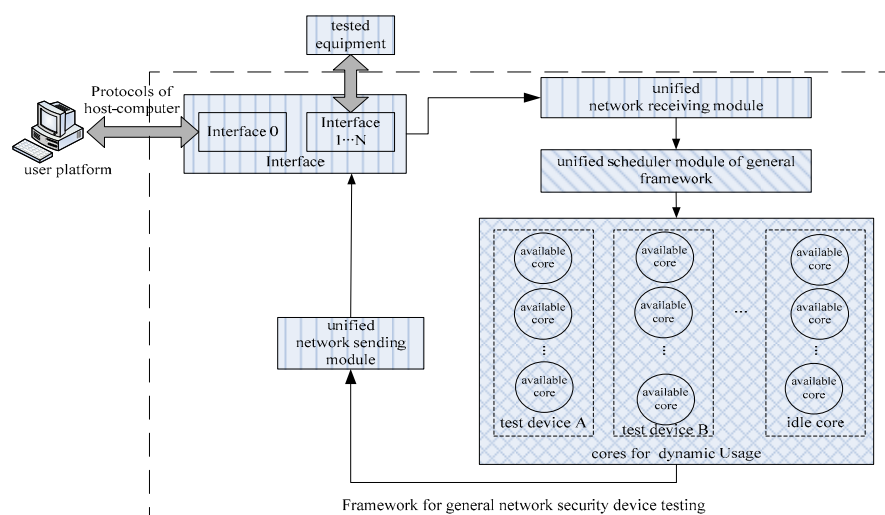 tested
equipment
Protocols of
host-computer
user platform
Interface 0
Interface
1···N
Interface
unified
network receiving module
unified scheduler module of general
framework
available
core
available
core
⋮
available
core
test device A
available
core
available
core
⋮
available
core
test device B
···
available
core
available
core
⋮
available
core
idle core
cores for dynamic Usage
unified
network sending
module
Framework for general network security device testing